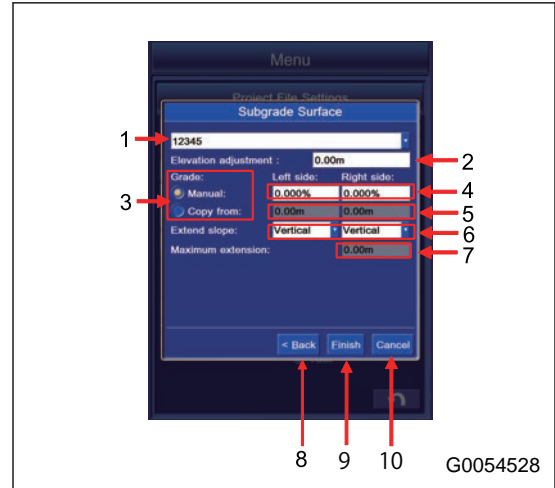 Menu
Project File Settings
Subgrade Surface
1 12345
Elevation adjustment : 0.00m 2
Grade: Left side: Right side:
3 Manual: 0.000% 0.000% 4
Copy from: 0.00m 0.00m 5
Extend slope: Vertical Vertical 6
Maximum extension: 0.00m 7
< Back Finish Cancel
8 9 10
G0054528